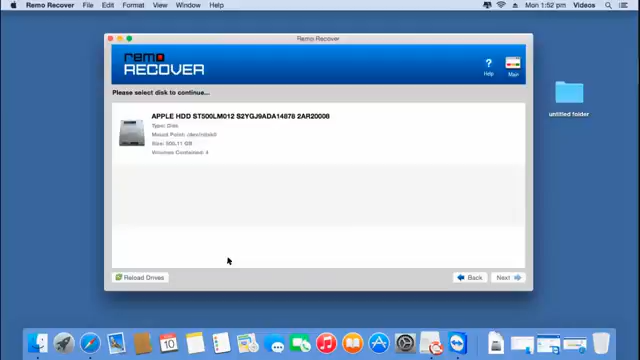 Remo Recover File Edit Format View Window Help Mon 1:52 PM Videos
Remo Recover
remo
RECOVER
Help Main
Please select disk to continue...
APPLE HDD ST500LM012 S2YGJ9ADA14878 2AR20008
Type: Disk
Mount Point: /dev/rdisk0
Size: 500.11 GB
Volumes Contained: 4
untitled folder
Reload Drives Back Next
10